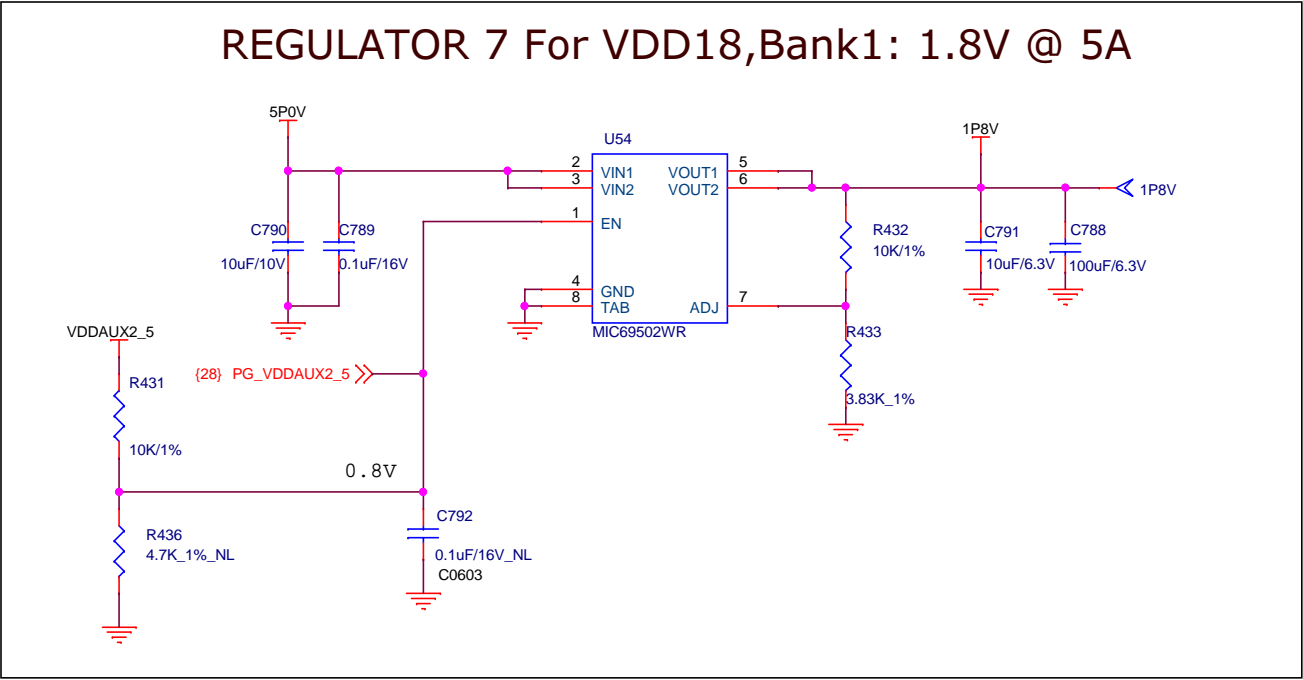 REGULATOR 7 For VDD18,Bank1: 1.8V @ 5A
5P0V
U54
1P8V
2 VIN1 VOUT1 5
3 VIN2 VOUT2 6
1P8V
1 EN
C790 C789
10uF/10V 0.1uF/16V
R432
10K/1%
C791
10uF/6.3V
C788
100uF/6.3V
4 GND
8 TAB ADJ 7
MIC69502WR
R433
3.83K_1%
VDDAUX2_5
{28} PG_VDDAUX2_5
R431
10K/1%
0.8V
R436
4.7K_1%_NL
C792
0.1uF/16V_NL
C0603